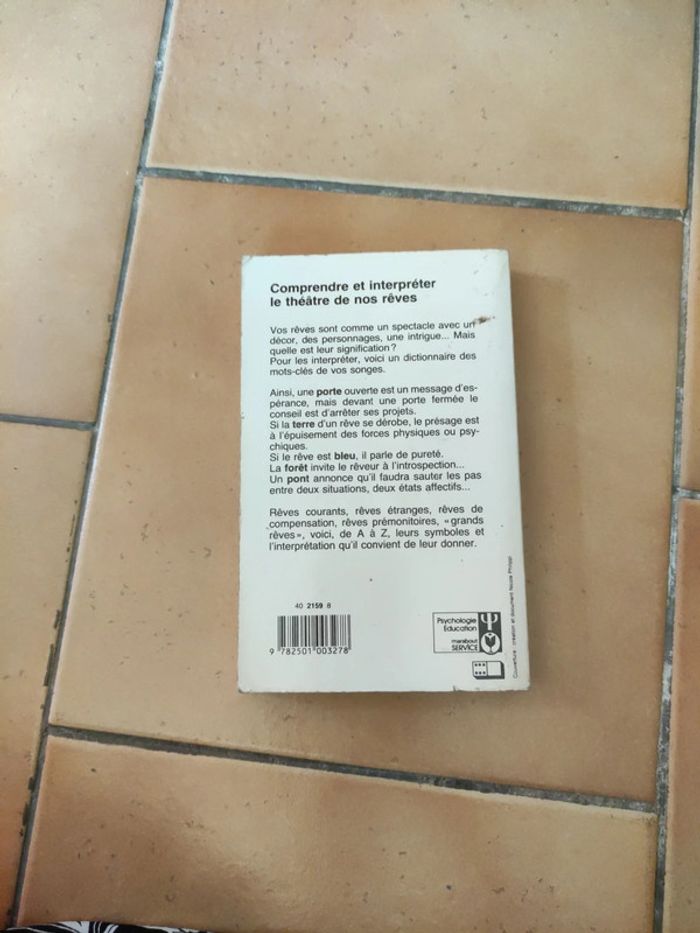 Comprendre et interpréter
le théâtre de nos rêves
Vos rêves sont comme un spectacle avec un
décor, des personnages, une intrigue... Mais
quelle est leur signification ?
Pour les interpréter, voici un dictionnaire des
mots-clés de vos songes.
Ainsi, une porte ouverte est un message d'es-
pérance, mais devant une porte fermée le
conseil est d'arrêter ses projets.
Si la terre d'un rêve se dérobe, le présage est
à l'épuisement des forces physiques ou psy-
chiques.
Si le rêve est bleu, il parle de pureté.
La forêt invite le rêveur à l'introspection...
Un pont annonce qu'il faudra sauter les pas
entre deux situations, deux états affectifs...
Rêves courants, rêves étranges, rêves de
compensation, rêves prémonitoires, « grands
rêves », voici, de A à Z, leurs symboles et
l'interprétation qu'il convient de leur donner.
40 2159 8
9 782501 003278
Psychologie
Éducation
marabout
SERVICE
Couverture : création et document Nicole Philippi